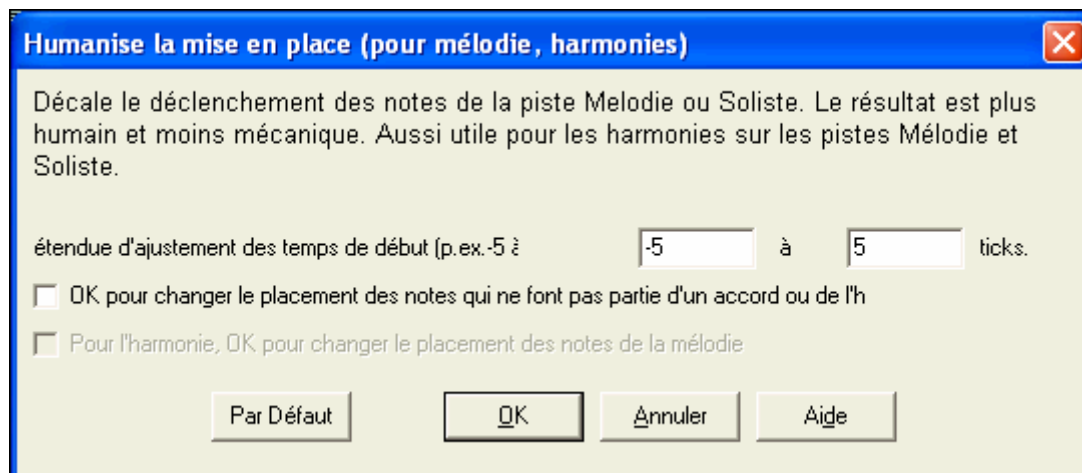 Humanise la mise en place (pour mélodie, harmonies)
Décale le déclenchement des notes de la piste Melodie ou Soliste. Le résultat est plus
humain et moins mécanique. Aussi utile pour les harmonies sur les pistes Mélodie et
Soliste.
étendue d'ajustement des temps de début (p.ex.-5 à -5 à 5 ticks.
OK pour changer le placement des notes qui ne font pas partie d'un accord ou de l'h
Pour l'harmonie, OK pour changer le placement des notes de la mélodie
Par Défaut OK Annuler Aide